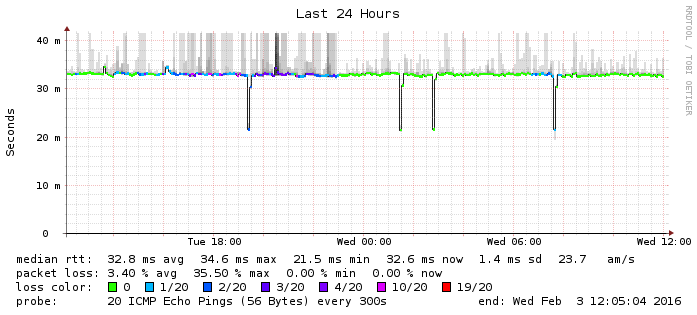 Last 24 Hours
RRDTOOL / TOBI OETIKER
Seconds
40 m
30 m
20 m
10 m
0
Tue 18:00 Wed 00:00 Wed 06:00 Wed 12:00
median rtt: 32.8 ms avg 34.6 ms max 21.5 ms min 32.6 ms now 1.4 ms sd 23.7 am/s
packet loss: 3.40 % avg 35.50 % max 0.00 % min 0.00 % now
loss color: 0 1/20 2/20 3/20 4/20 10/20 19/20
probe: 20 ICMP Echo Pings (56 Bytes) every 300s end: Wed Feb 3 12:05:04 2016